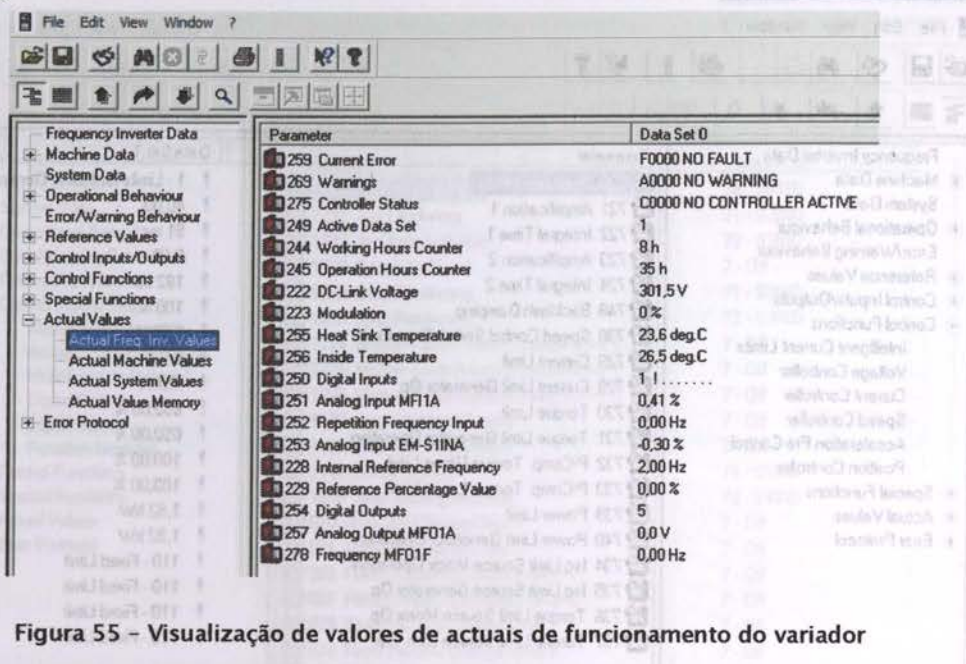 File Edit View Window ?
Frequency Inverter Data
Machine Data
System Data
Operational Behaviour
Error/Warning Behaviour
Reference Values
Control Inputs/Outputs
Control Functions
Special Functions
Actual Values
Actual Freq. Inv. Values
Actual Machine Values
Actual System Values
Actual Value Memory
Error Protocol
Parameter Data Set 0
259 Current Error F0000 NO FAULT
269 Warnings A0000 NO WARNING
275 Controller Status C0000 NO CONTROLLER ACTIVE
249 Active Data Set 1
244 Working Hours Counter 8 h
245 Operation Hours Counter 35 h
222 DC-Link Voltage 301,5 V
223 Modulation 0 %
255 Heat Sink Temperature 23,6 deg.C
256 Inside Temperature 26,5 deg.C
250 Digital Inputs
251 Analog Input MFI1A 0,41 %
252 Repetition Frequency Input 0,00 Hz
253 Analog Input EM-S1INA -0,30 %
228 Internal Reference Frequency 2,00 Hz
229 Reference Percentage Value 0,00 %
254 Digital Outputs 5
257 Analog Output MFO1A 0,0 V
278 Frequency MFO1F 0,00 Hz
Figura 55 – Visualização de valores de actuais de funcionamento do variador